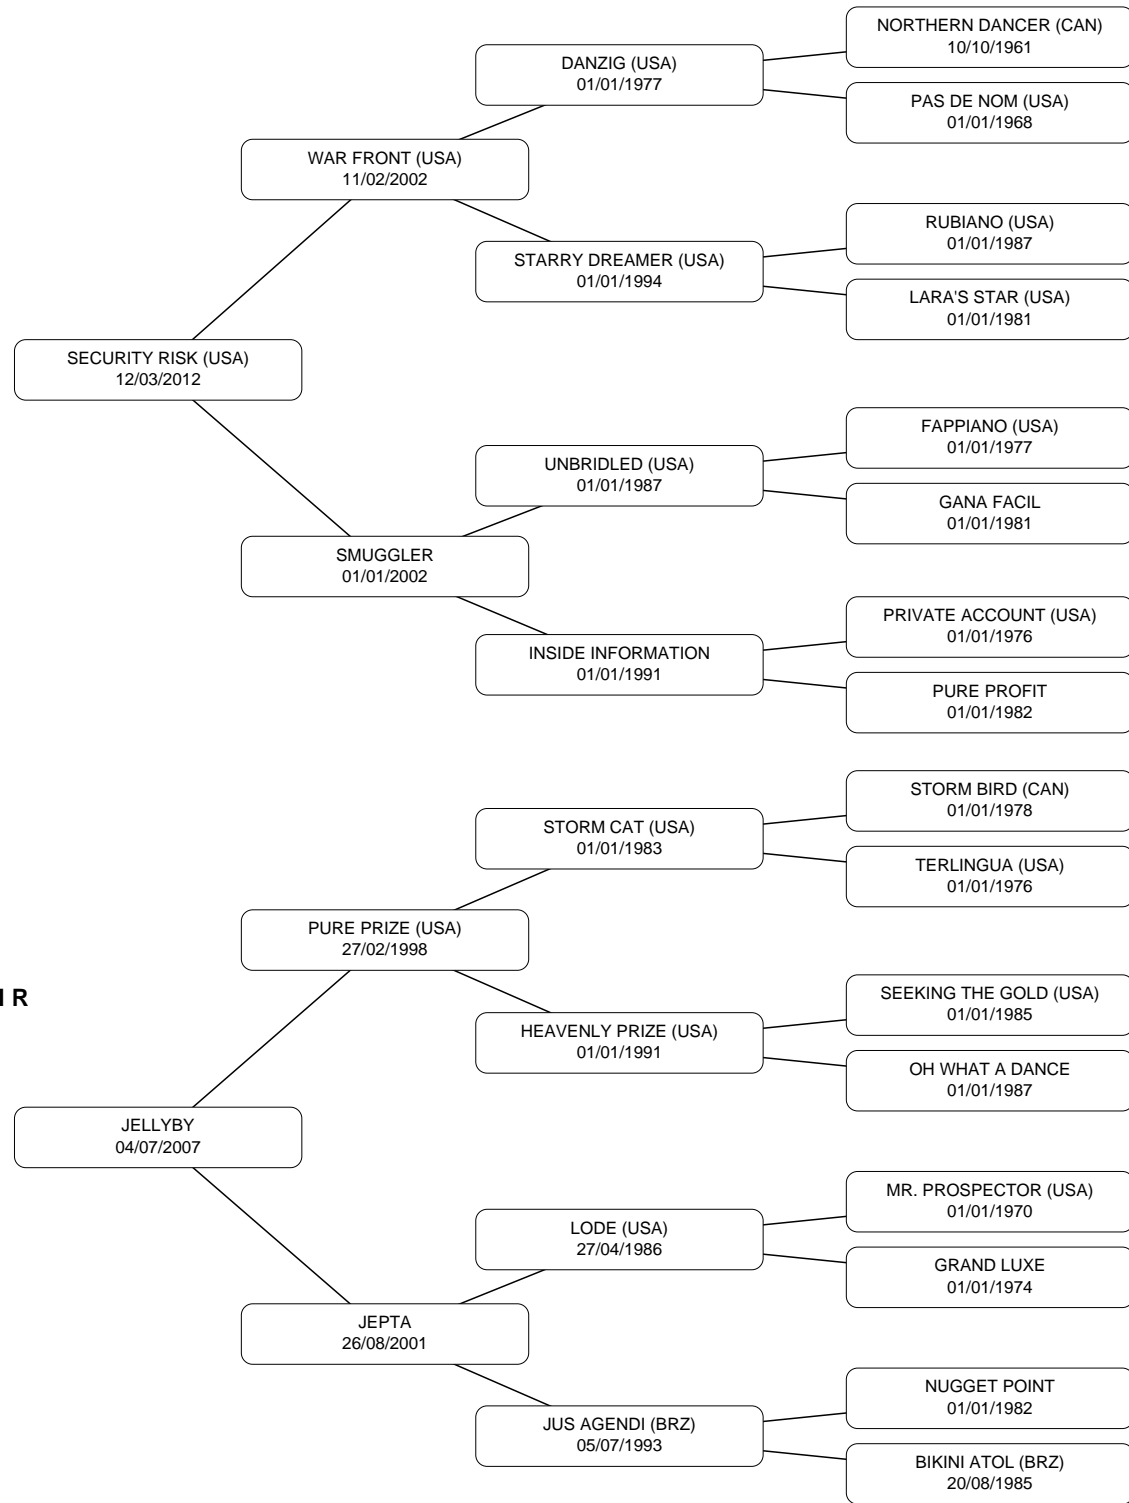 NORTHERN DANCER (CAN)
10/10/1961
DANZIG (USA)
01/01/1977
PAS DE NOM (USA)
01/01/1968
WAR FRONT (USA)
11/02/2002
RUBIANO (USA)
01/01/1987
STARRY DREAMER (USA)
01/01/1994
LARA'S STAR (USA)
01/01/1981
SECURITY RISK (USA)
12/03/2012
FAPPIANO (USA)
01/01/1977
UNBRIDLED (USA)
01/01/1987
GANA FACIL
01/01/1981
SMUGGLER
01/01/2002
PRIVATE ACCOUNT (USA)
01/01/1976
INSIDE INFORMATION
01/01/1991
PURE PROFIT
01/01/1982
STORM BIRD (CAN)
01/01/1978
STORM CAT (USA)
01/01/1983
TERLINGUA (USA)
01/01/1976
PURE PRIZE (USA)
27/02/1998
SEEKING THE GOLD (USA)
01/01/1985
HEAVENLY PRIZE (USA)
01/01/1991
OH WHAT A DANCE
01/01/1987
JELLYBY
04/07/2007
MR. PROSPECTOR (USA)
01/01/1970
LODE (USA)
27/04/1986
GRAND LUXE
01/01/1974
JEPTA
26/08/2001
NUGGET POINT
01/01/1982
JUS AGENDI (BRZ)
05/07/1993
BIKINI ATOL (BRZ)
20/08/1985